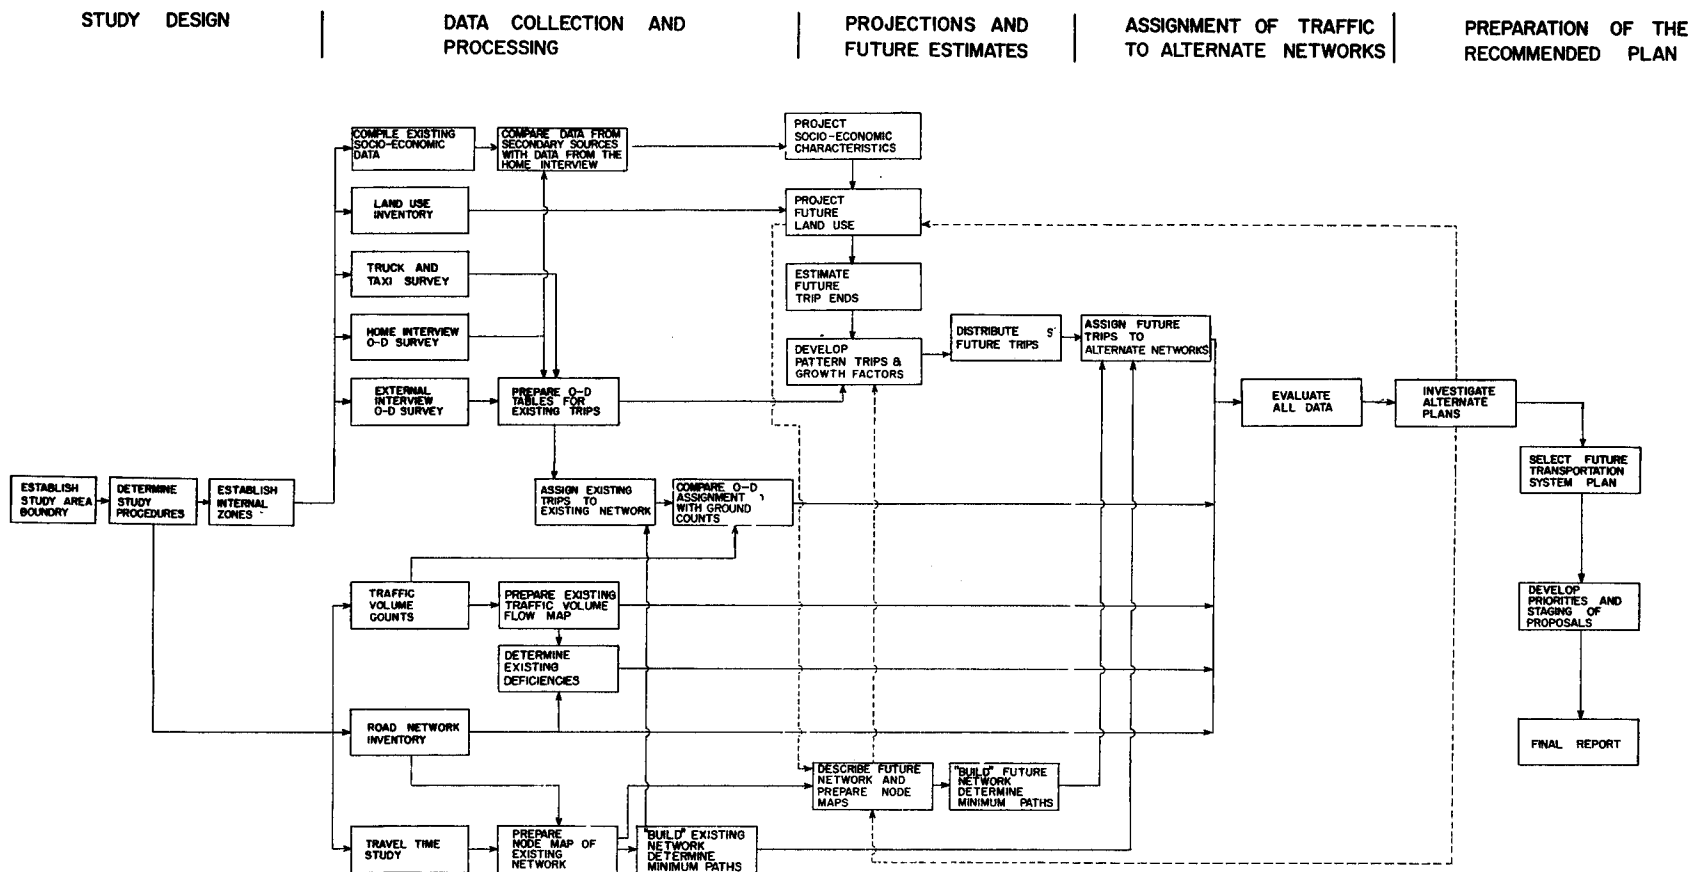 STUDY DESIGN
DATA COLLECTION AND
PROCESSING
PROJECTIONS AND
FUTURE ESTIMATES
ASSIGNMENT OF TRAFFIC
TO ALTERNATE NETWORKS
PREPARATION OF THE
RECOMMENDED PLAN
ESTABLISH
STUDY AREA
BOUNDRY
DETERMINE
STUDY
PROCEDURES
ESTABLISH
INTERNAL
ZONES
COMPILE EXISTING
SOCIO-ECONOMIC
DATA
COMPARE DATA FROM
SECONDARY SOURCES
WITH DATA FROM THE
HOME INTERVIEW
PROJECT
SOCIO-ECONOMIC
CHARACTERISTICS
LAND USE
INVENTORY
PROJECT
FUTURE
LAND USE
TRUCK AND
TAXI SURVEY
ESTIMATE
FUTURE
TRIP ENDS
HOME INTERVIEW
O-D SURVEY
DEVELOP
PATTERN TRIPS &
GROWTH FACTORS
DISTRIBUTE S
FUTURE TRIPS
ASSIGN FUTURE
TRIPS TO
ALTERNATE NETWORKS
EXTERNAL
INTERVIEW
O-D SURVEY
PREPARE O-D
TABLES FOR
EXISTING TRIPS
EVALUATE
ALL DATA
INVESTIGATE
ALTERNATE
PLANS
ASSIGN EXISTING
TRIPS TO
EXISTING NETWORK
COMPARE O-D
ASSIGNMENT
WITH GROUND
COUNTS
SELECT FUTURE
TRANSPORTATION
SYSTEM PLAN
TRAFFIC
VOLUME
COUNTS
PREPARE EXISTING
TRAFFIC VOLUME
FLOW MAP
DEVELOP
PRIORITIES AND
STAGING OF
PROPOSALS
DETERMINE
EXISTING
DEFICIENCIES
ROAD NETWORK
INVENTORY
FINAL REPORT
DESCRIBE FUTURE
NETWORK AND
PREPARE NODE
MAPS
"BUILD" FUTURE
NETWORK
DETERMINE
MINIMUM PATHS
TRAVEL TIME
STUDY
PREPARE
NODE MAP OF
EXISTING
NETWORK
"BUILD" EXISTING
NETWORK
DETERMINE
MINIMUM PATHS